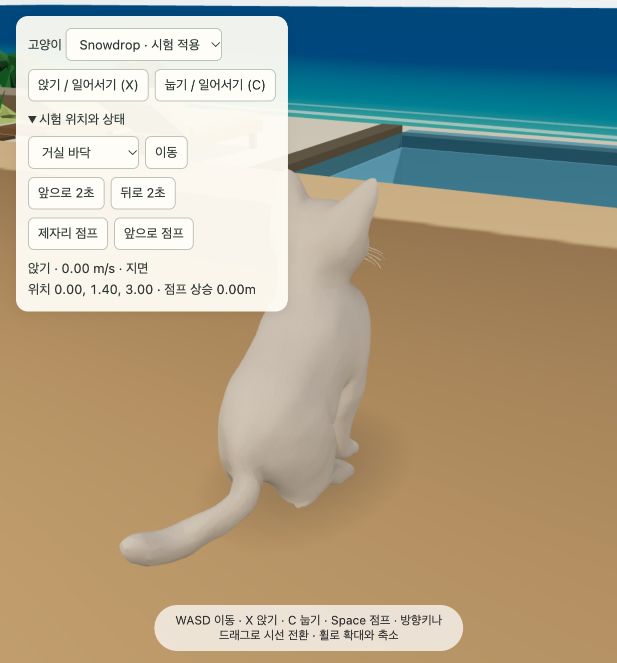 고양이 Snowdrop · 시험 적용
앉기 / 일어서기 (X) 눕기 / 일어서기 (C)
▼시험 위치와 상태
거실 바닥 이동
앞으로 2초 뒤로 2초
제자리 점프 앞으로 점프
앉기 · 0.00 m/s · 지면
위치 0.00, 1.40, 3.00 · 점프 상승 0.00m
WASD 이동 · X 앉기 · C 눕기 · Space 점프 · 방향키나
드래그로 시선 전환 · 휠로 확대와 축소